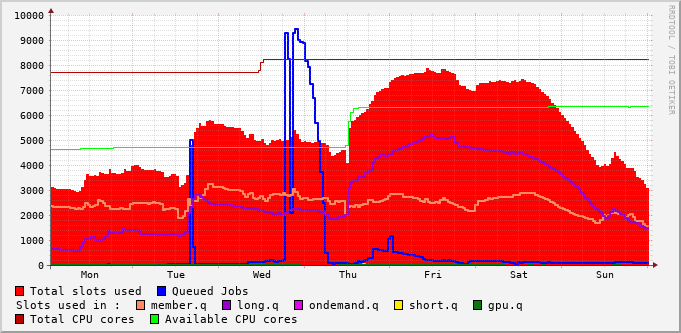 RRDTOOL / TOBI OETIKER
10000
9000
8000
7000
6000
5000
4000
3000
2000
1000
0
Mon Tue Wed Thu Fri Sat Sun
Total slots used Queued Jobs
Slots used in : member.q long.q ondemand.q short.q gpu.q
Total CPU cores Available CPU cores